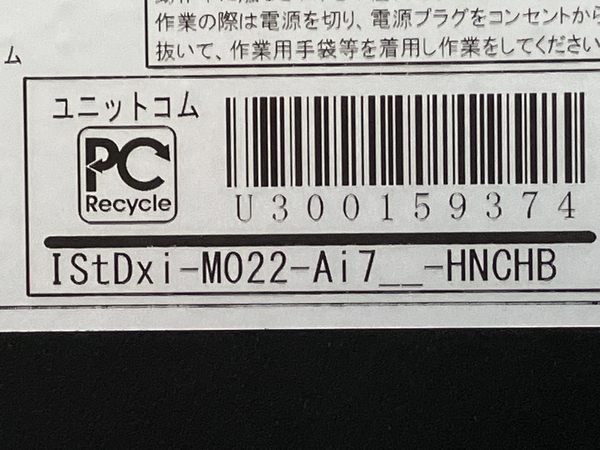 作業の際は電源を切り、電源プラグをコンセントから
抜いて、作業用手袋等を着用し作業をしてください
ム
ユニットコム
PC
Recycle
U300159374
IStDxi-M022-Ai7__-HNCHB